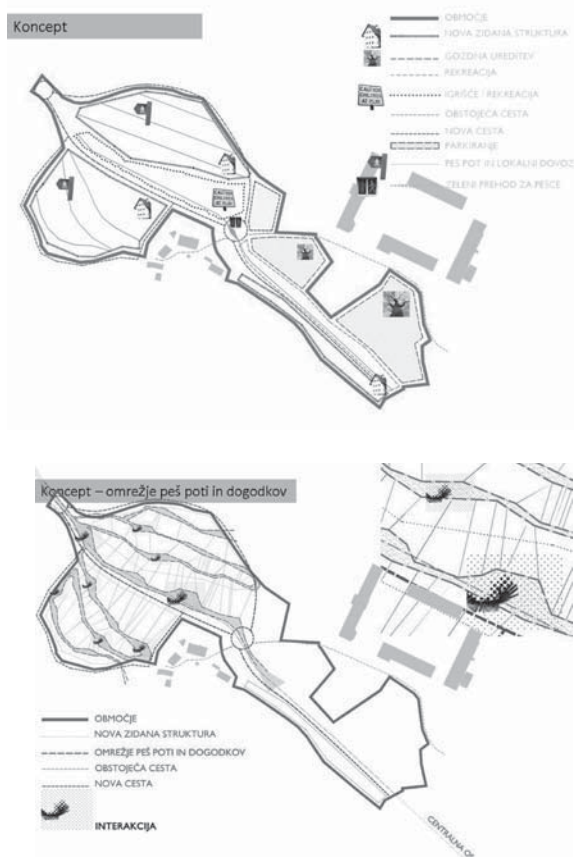 Koncept
OBMOČJE
NOVA ZIDANA STRUKTURA
GOZDNA UREDITEV
REKREACIJA
IGRIŠČE / REKREACIJA
OBSTOJEČA CESTA
NOVA CESTA
PARKIRANJE
PEŠ POT IN LOKALNI DOVOZ
ZELENI PREHOD ZA PEŠCE
Koncept – omrežje peš poti in dogodkov
OBMOČJE
NOVA ZIDANA STRUKTURA
OMREŽJE PEŠ POTI IN DOGODKOV
OBSTOJEČA CESTA
NOVA CESTA
INTERAKCIJA
CENTRALNA OS